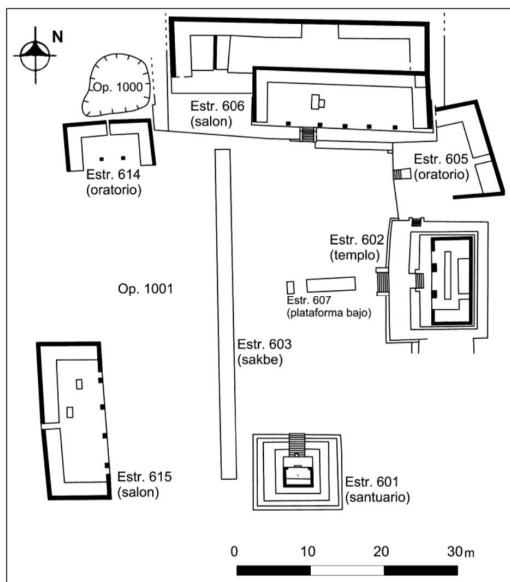 N
Op. 1000
Estr. 606
(salon)
Estr. 614
(oratorio)
Estr. 605
(oratorio)
Estr. 602
(templo)
Op. 1001
Estr. 607
(plataforma bajo)
Estr. 603
(sakbe)
Estr. 615
(salon)
Estr. 601
(santuario)
0 10 20 30 m